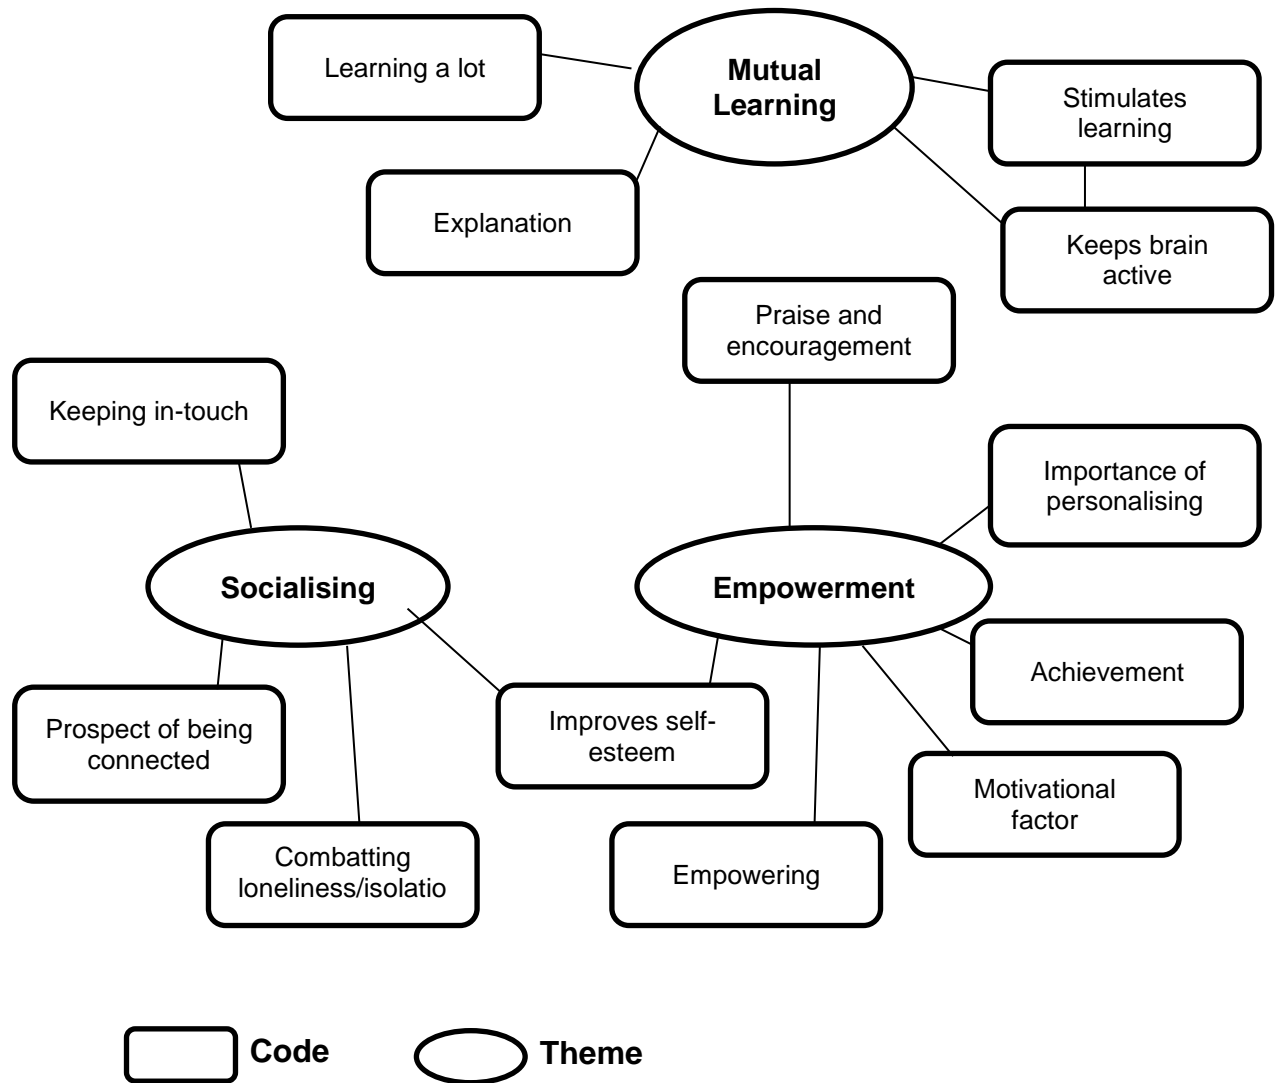 Learning a lot
Mutual
Learning
Stimulates
learning
Explanation
Keeps brain
active
Praise and
encouragement
Keeping in-touch
Importance of
personalising
Socialising
Empowerment
Achievement
Prospect of being
connected
Improves self-
esteem
Motivational
factor
Combatting
loneliness/isolatio
Empowering
Code
Theme